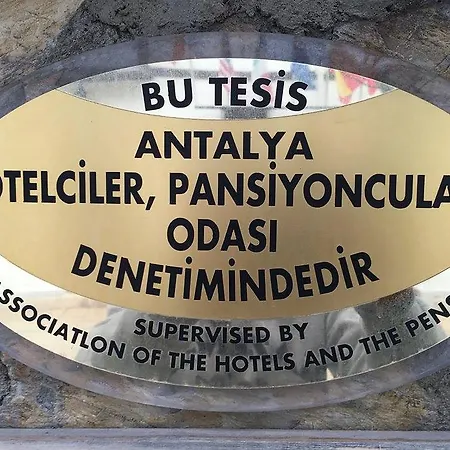 BU TESİS
ANTALYA
OTELCİLER, PANSİYONCULA
ODASI
DENETİMİNDEDİR
SUPERVISED BY
ASSOCIATION OF THE HOTELS AND THE PENS